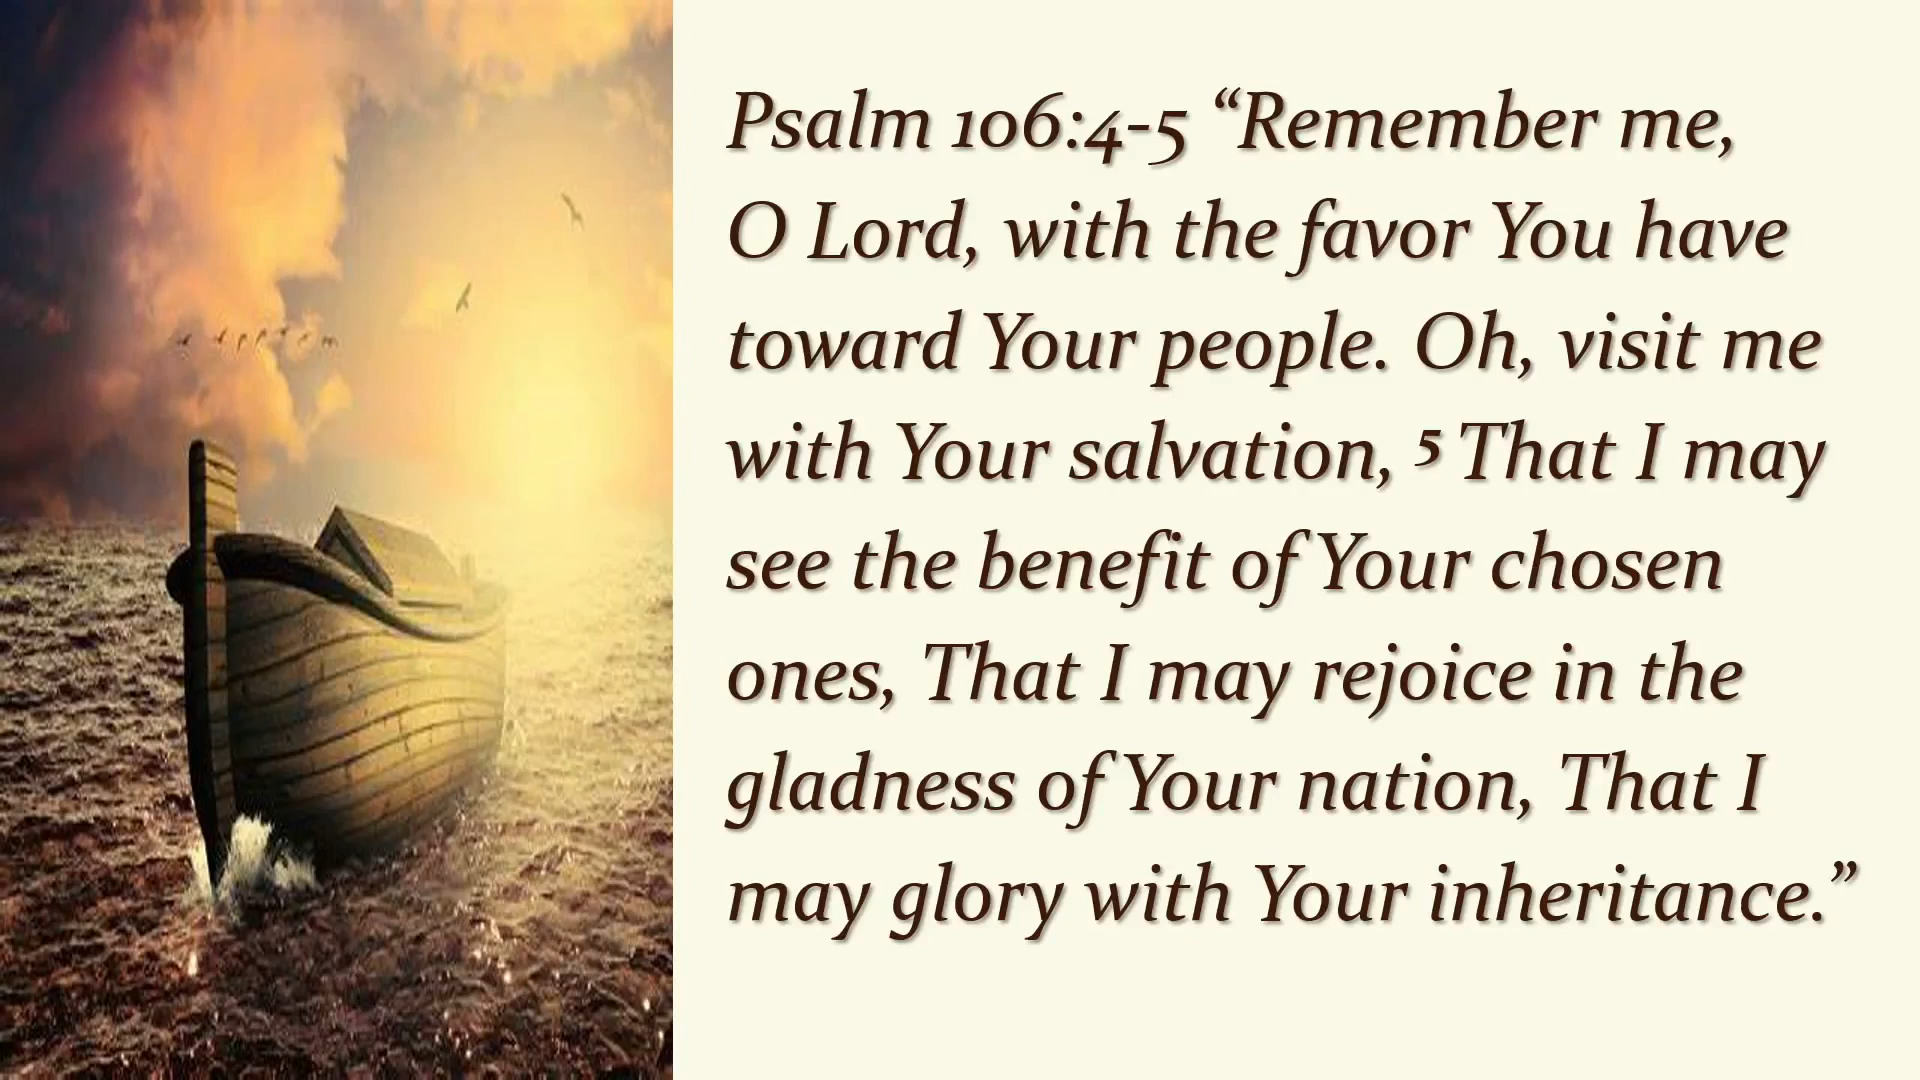 Psalm 106:4-5 “Remember me,
O Lord, with the favor You have
toward Your people. Oh, visit me
with Your salvation, ⁵ That I may
see the benefit of Your chosen
ones, That I may rejoice in the
gladness of Your nation, That I
may glory with Your inheritance.”